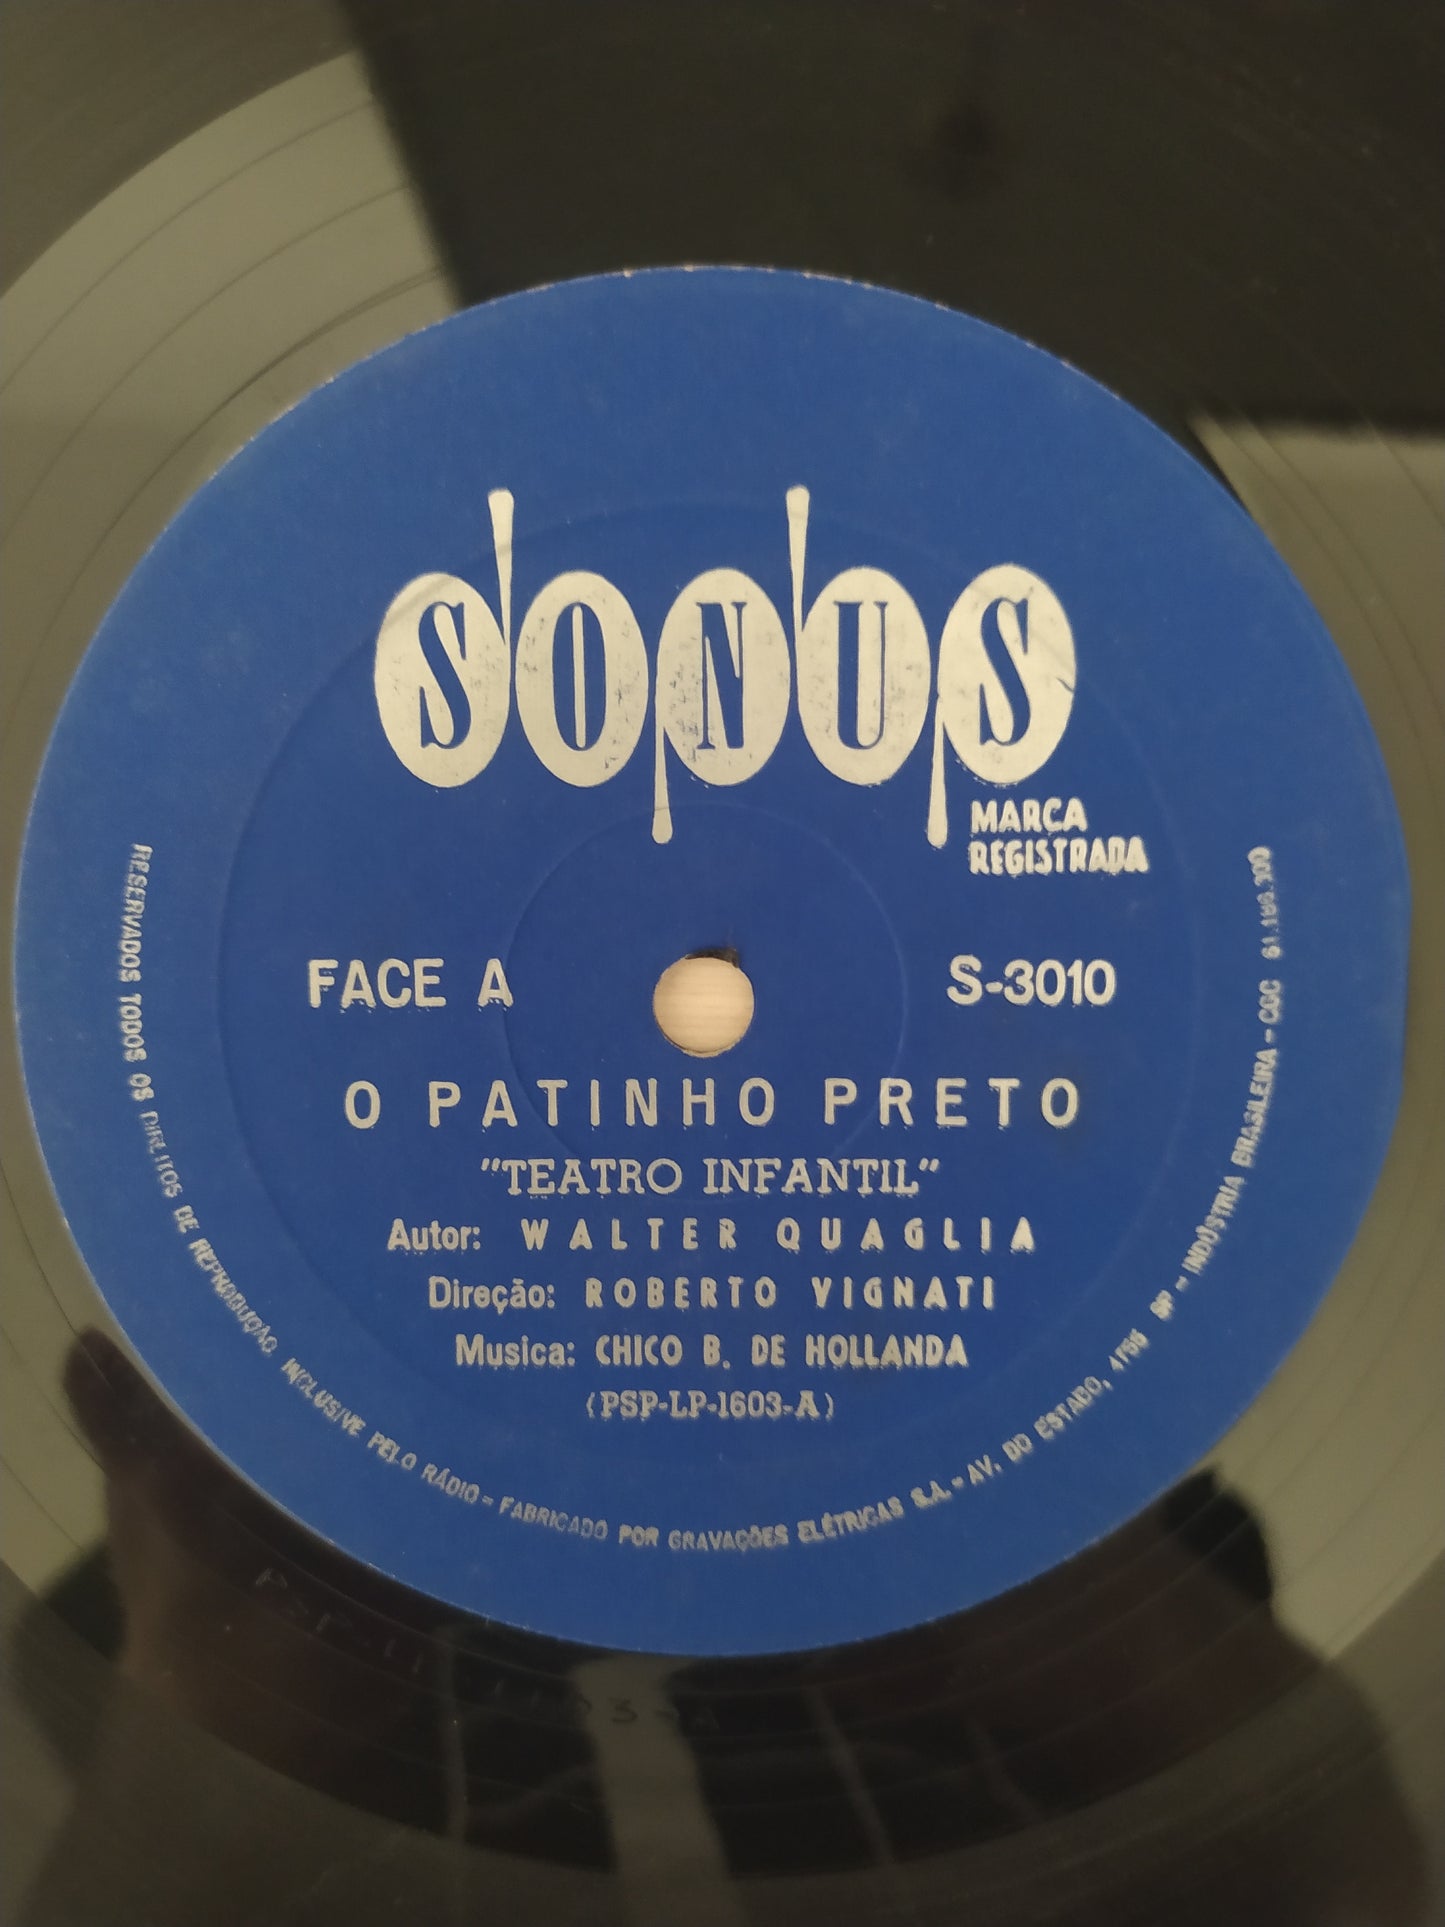 SONUS
MARCA
REGISTRADA
FACE A
S-3010
O PATINHO PRETO
"TEATRO INFANTIL"
Autor: WALTER QUAGLIA
Direção: ROBERTO VIGNATI
Musica: CHICO B. DE HOLLANDA
(PSP-LP-1603-A)
RESERVADOS TODOS OS DIREITOS DE REPRODUÇÃO INCLUSIVE PELO RÁDIO - FABRICADO POR GRAVAÇÕES ELÉTRICAS S.A. - AV. DO ESTADO, 4755 SP - INDÚSTRIA BRASILEIRA - CGC